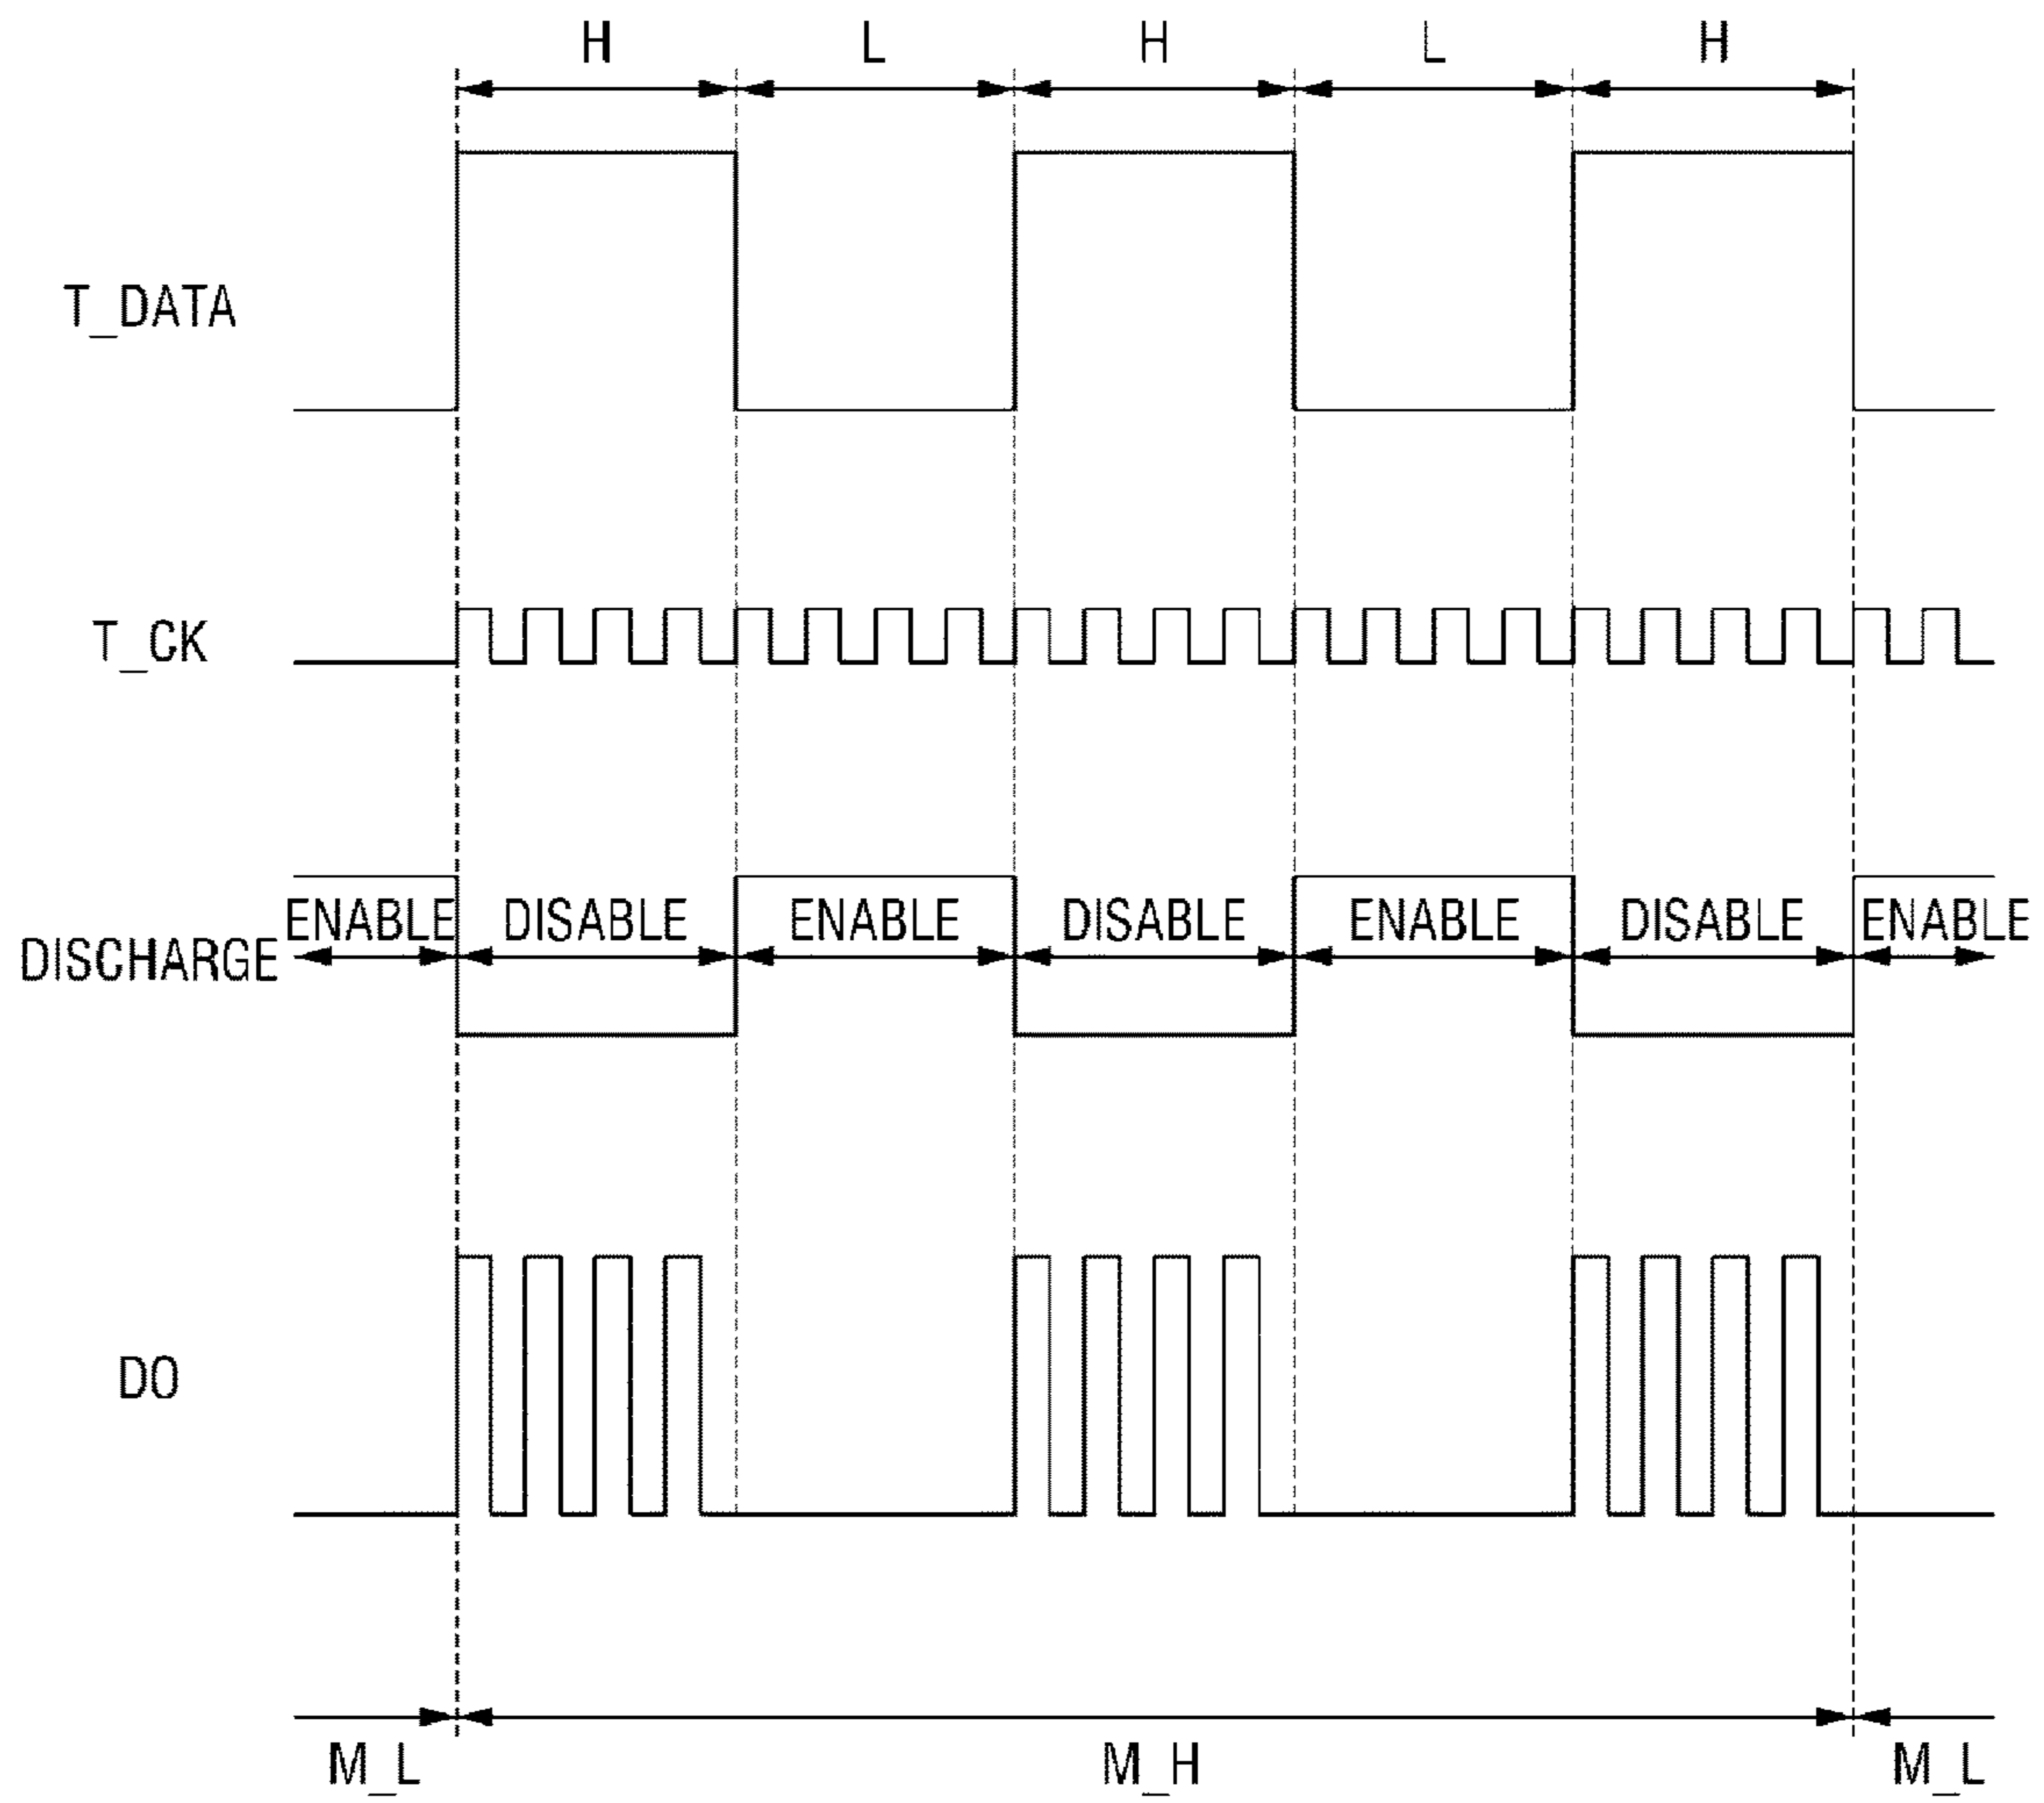 H L H L H
T_DATA
T_CK
DISCHARGE ENABLE DISABLE ENABLE DISABLE ENABLE DISABLE ENABLE
DO
M_L M_H M_L